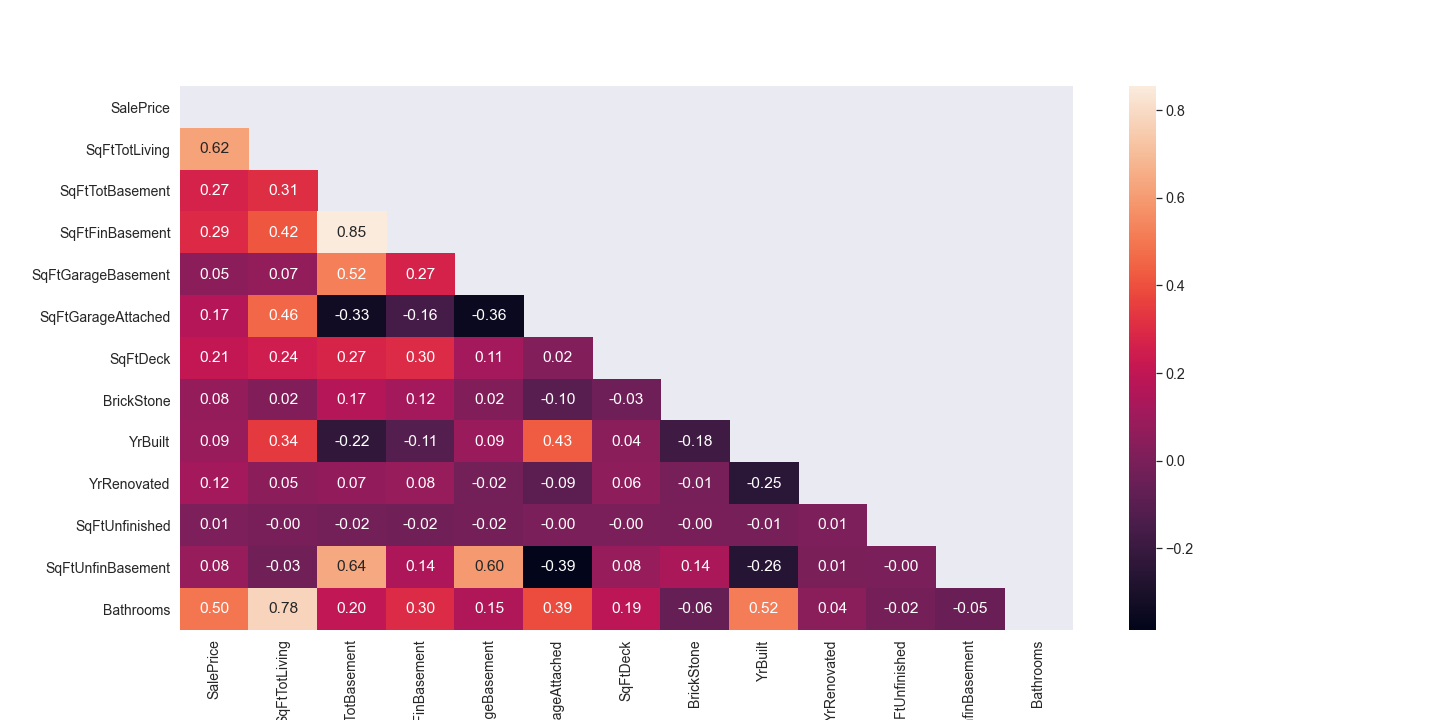 SalePrice
SqFtTotLiving 0.62
SqFtTotBasement 0.27 0.31
SqFtFinBasement 0.29 0.42 0.85
SqFtGarageBasement 0.05 0.07 0.52 0.27
SqFtGarageAttached 0.17 0.46 -0.33 -0.16 -0.36
SqFtDeck 0.21 0.24 0.27 0.30 0.11 0.02
BrickStone 0.08 0.02 0.17 0.12 0.02 -0.10 -0.03
YrBuilt 0.09 0.34 -0.22 -0.11 0.09 0.43 0.04 -0.18
YrRenovated 0.12 0.05 0.07 0.08 -0.02 -0.09 0.06 -0.01 -0.25
SqFtUnfinished 0.01 -0.00 -0.02 -0.02 -0.02 -0.00 -0.00 -0.00 -0.01 0.01
SqFtUnfinBasement 0.08 -0.03 0.64 0.14 0.60 -0.39 0.08 0.14 -0.26 0.01 -0.00
Bathrooms 0.50 0.78 0.20 0.30 0.15 0.39 0.19 -0.06 0.52 0.04 -0.02 -0.05
SalePrice
SqFtTotLiving
TotBasement
FinBasement
geBasement
ageAttached
SqFtDeck
BrickStone
YrBuilt
YrRenovated
FtUnfinished
finBasement
Bathrooms
0.8
0.6
0.4
0.2
0.0
−0.2